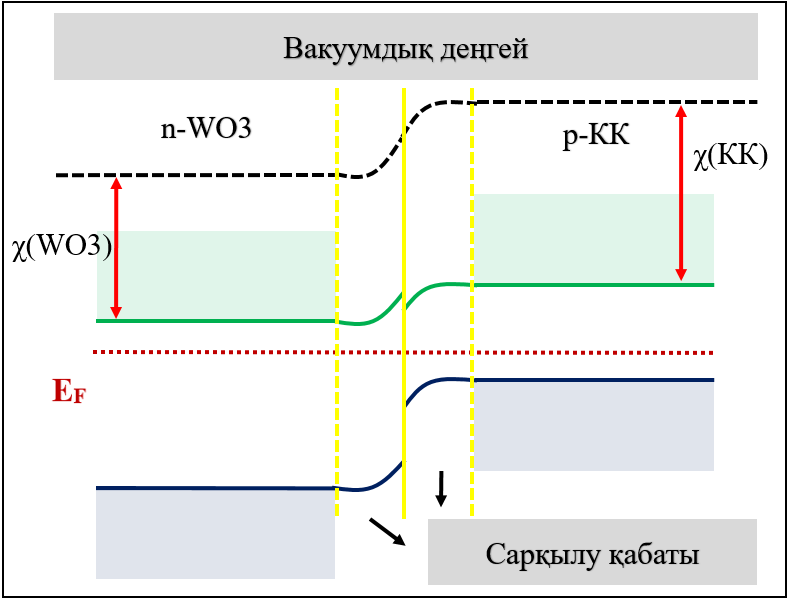 Вакуумдық деңгей
n-WO3
р-КК
χ(КК)
χ(WO3)
EF
Сарқылу қабаты